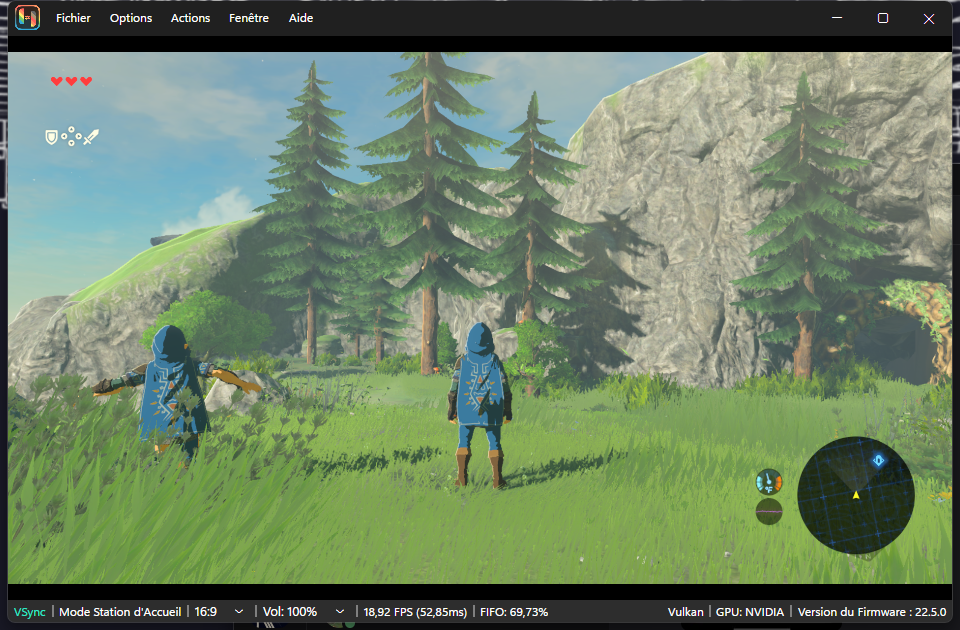 Fichier Options Actions Fenêtre Aide
VSync | Mode Station d'Accueil | 16:9 | Vol: 100% | 18,92 FPS (52,85ms) | FIFO: 69,73% Vulkan | GPU: NVIDIA | Version du Firmware : 22.5.0